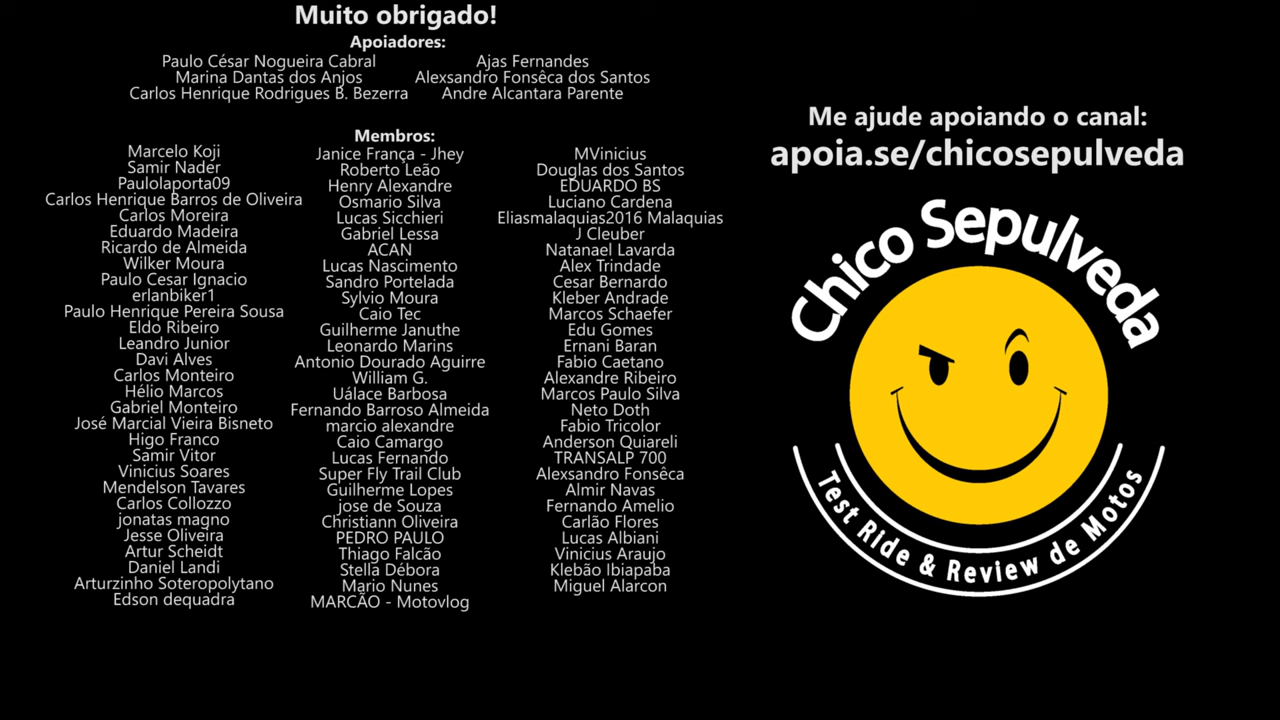 Muito obrigado!
Apoiadores:
Paulo César Nogueira Cabral
Marina Dantas dos Anjos
Carlos Henrique Rodrigues B. Bezerra
Ajas Fernandes
Alexsandro Fonsêca dos Santos
Andre Alcantara Parente
Membros:
Marcelo Koji
Samir Nader
Paulolaporta09
Carlos Henrique Barros de Oliveira
Carlos Moreira
Eduardo Madeira
Ricardo de Almeida
Wilker Moura
Paulo Cesar Ignacio
erlanbiker1
Paulo Henrique Pereira Sousa
Eldo Ribeiro
Leandro Junior
Davi Alves
Carlos Monteiro
Hélio Marcos
Gabriel Monteiro
José Marcial Vieira Bisneto
Higo Franco
Samir Vitor
Vinicius Soares
Mendelson Tavares
Carlos Collozzo
jonatas magno
Jesse Oliveira
Artur Scheidt
Daniel Landi
Arturzinho Soteropolytano
Edson dequadra
Janice França - Jhey
Roberto Leão
Henry Alexandre
Osmario Silva
Lucas Sicchieri
Gabriel Lessa
ACAN
Lucas Nascimento
Sandro Portelada
Sylvio Moura
Caio Tec
Guilherme Januthe
Leonardo Marins
Antonio Dourado Aguirre
William G.
Uálace Barbosa
Fernando Barroso Almeida
marcio alexandre
Caio Camargo
Lucas Fernando
Super Fly Trail Club
Guilherme Lopes
jose de Souza
Christiann Oliveira
PEDRO PAULO
Thiago Falcão
Stella Débora
Mario Nunes
MARCÃO - Motovlog
MVinicius
Douglas dos Santos
EDUARDO BS
Luciano Cardena
Eliasmalaquias2016 Malaquias
J Cleuber
Natanael Lavarda
Alex Trindade
Cesar Bernardo
Kleber Andrade
Marcos Schaefer
Edu Gomes
Ernani Baran
Fabio Caetano
Alexandre Ribeiro
Marcos Paulo Silva
Neto Doth
Fabio Tricolor
Anderson Quiareli
TRANSALP 700
Alexsandro Fonsêca
Almir Navas
Fernando Amelio
Carlão Flores
Lucas Albiani
Vinicius Araujo
Klebão Ibiapaba
Miguel Alarcon
Me ajude apoiando o canal:
apoia.se/chicosepulveda
Chico Sepulveda
Test Ride & Review de Motos